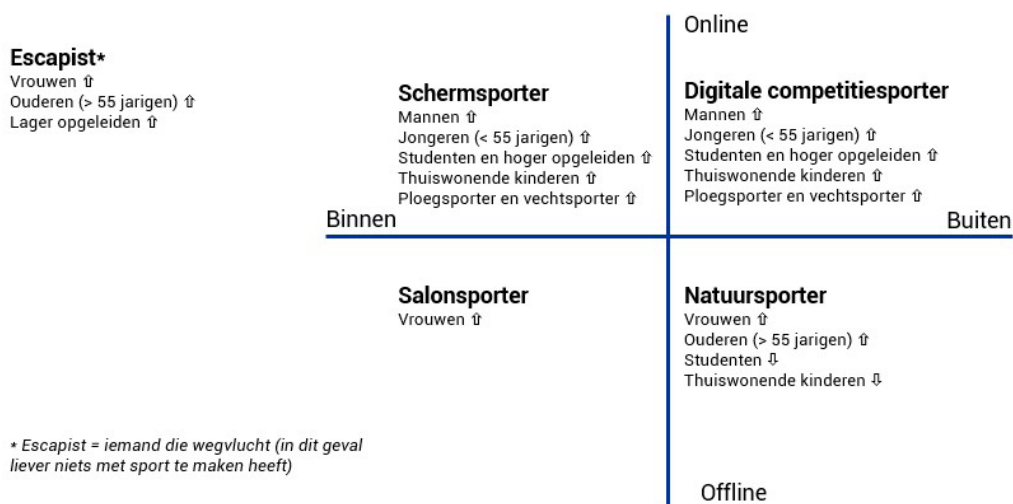 Online
Escapist*
Vrouwen ⇧
Ouderen (> 55 jarigen) ⇧
Lager opgeleiden ⇧
Schermsporter
Mannen ⇧
Jongeren (< 55 jarigen) ⇧
Studenten en hoger opgeleiden ⇧
Thuiswonende kinderen ⇧
Ploegsporter en vechtsporter ⇧
Digitale competitiesporter
Mannen ⇧
Jongeren (< 55 jarigen) ⇧
Studenten en hoger opgeleiden ⇧
Thuiswonende kinderen ⇧
Ploegsporter en vechtsporter ⇧
Binnen
Buiten
Salonsporter
Vrouwen ⇧
Natuursporter
Vrouwen ⇧
Ouderen (> 55 jarigen) ⇧
Studenten ⇩
Thuiswonende kinderen ⇩
* Escapist = iemand die wegvlucht (in dit geval
liever niets met sport te maken heeft)
Offline